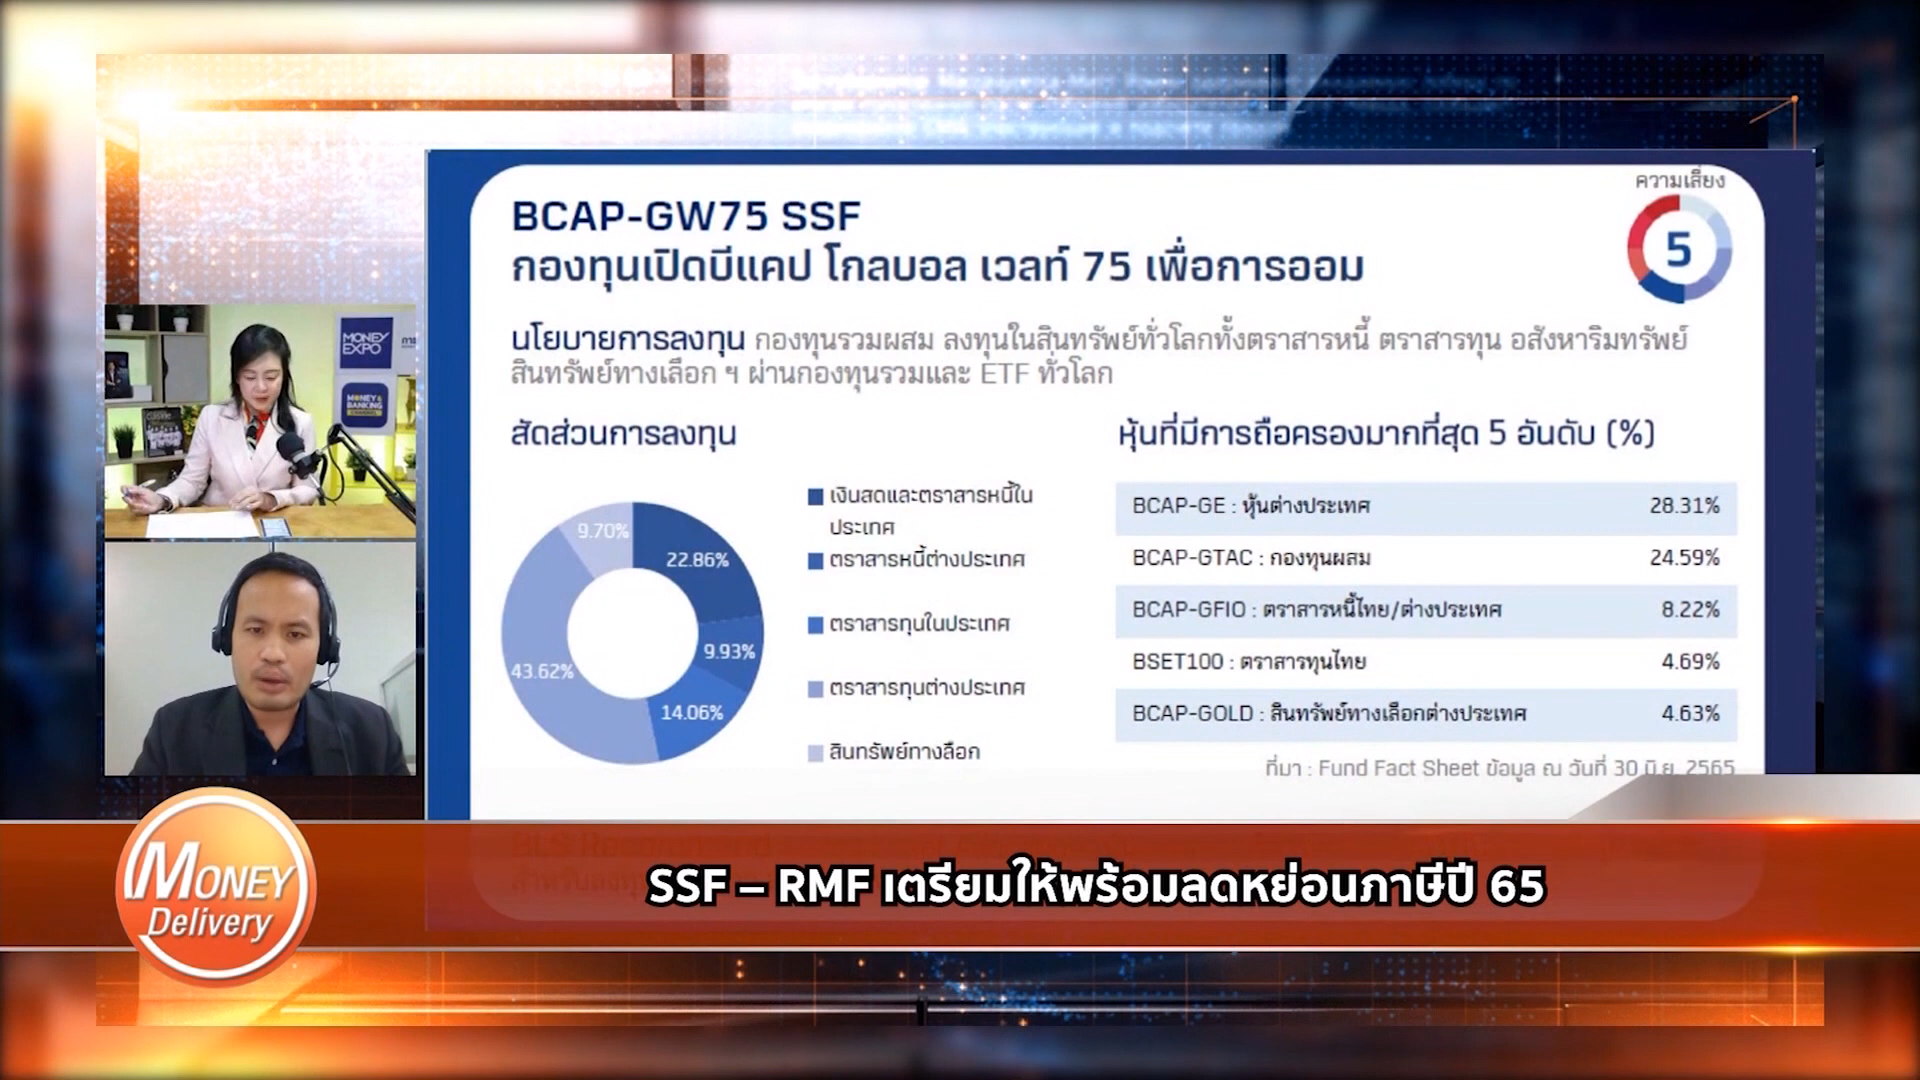 ความเสี่ยง
5
BCAP-GW75 SSF
กองทุนเปิดบีแคป โกลบอล เวลท์ 75 เพื่อการออม
นโยบายการลงทุน กองทุนรวมผสม ลงทุนในสินทรัพย์ทั่วโลกทั้งตราสารหนี้ ตราสารทุน อสังหาริมทรัพย์
สินทรัพย์ทางเลือก ฯ ผ่านกองทุนรวมและ ETF ทั่วโลก
สัดส่วนการลงทุน
22.86%
9.93%
14.06%
43.62%
9.70%
เงินสดและตราสารหนี้ใน
ประเทศ
ตราสารหนี้ต่างประเทศ
ตราสารทุนในประเทศ
ตราสารทุนต่างประเทศ
สินทรัพย์ทางลือก
หุ้นที่มีการถือครองมากที่สุด 5 อันดับ (%)
BCAP-GE : หุ้นต่างประเทศ 28.31%
BCAP-GTAC : กองทุนผสม 24.59%
BCAP-GFIO : ตราสารหนี้ไทย/ต่างประเทศ 8.22%
BSET100 : ตราสารทุนไทย 4.69%
BCAP-GOLD : สินทรัพย์ทางเลือกต่างประเทศ 4.63%
ที่มา : Fund Fact Sheet ข้อมูล ณ วันที่ 30 มิ.ย. 2565
MONEY
EXPO
MONEY &
BANKING
CHANNEL
MONEY
Delivery
SSF – RMF เตรียมให้พร้อมลดหย่อนภาษีปี 65